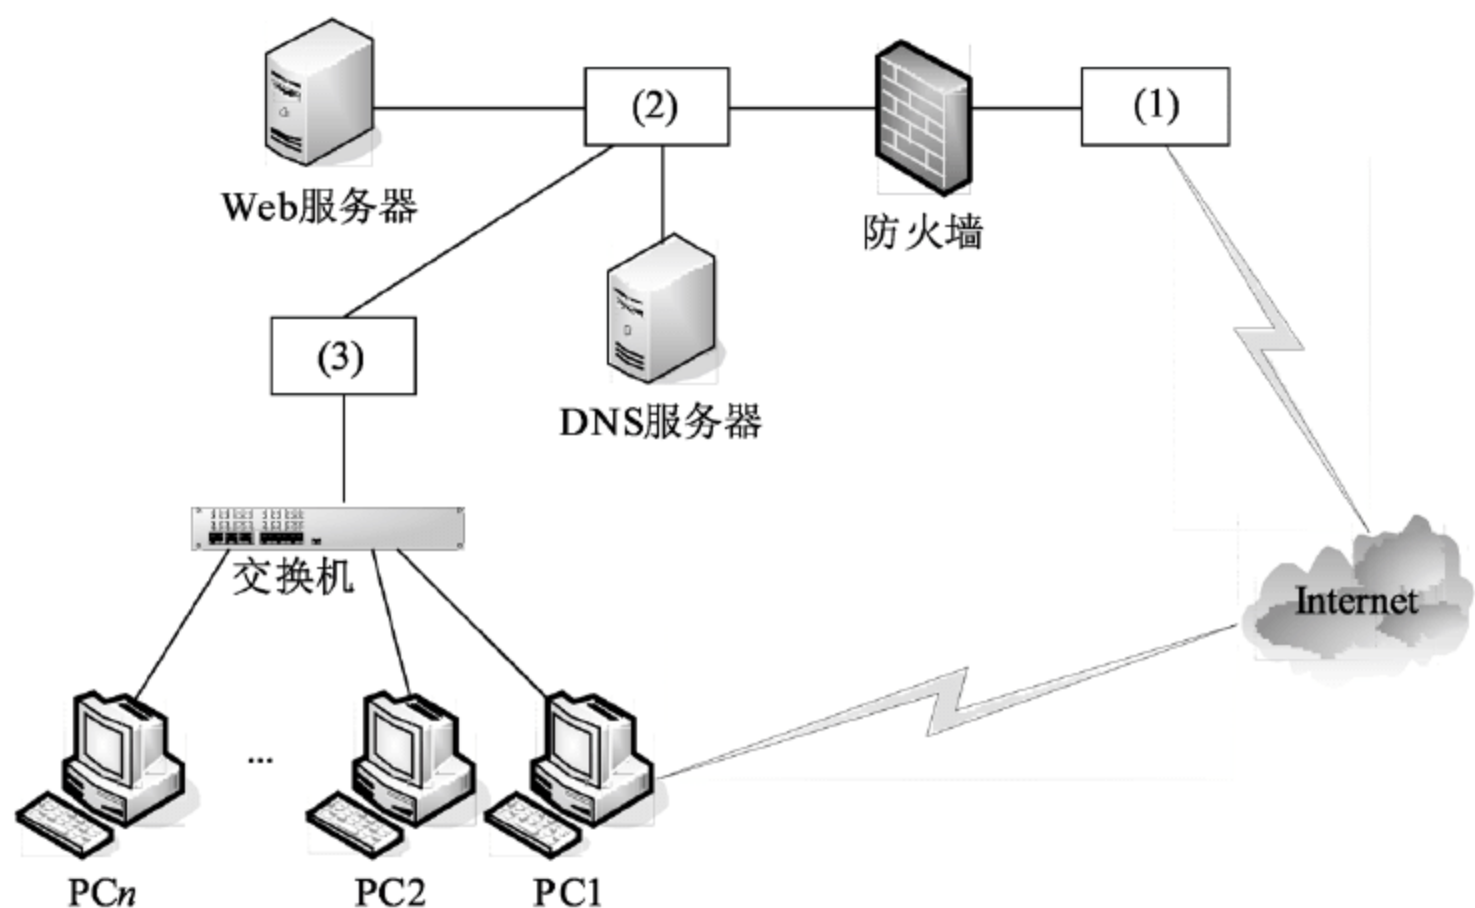 (2)
(1)
Web服务器
防火墙
(3)
DNS服务器
交换机
Internet
...
PCn
PC2
PC1